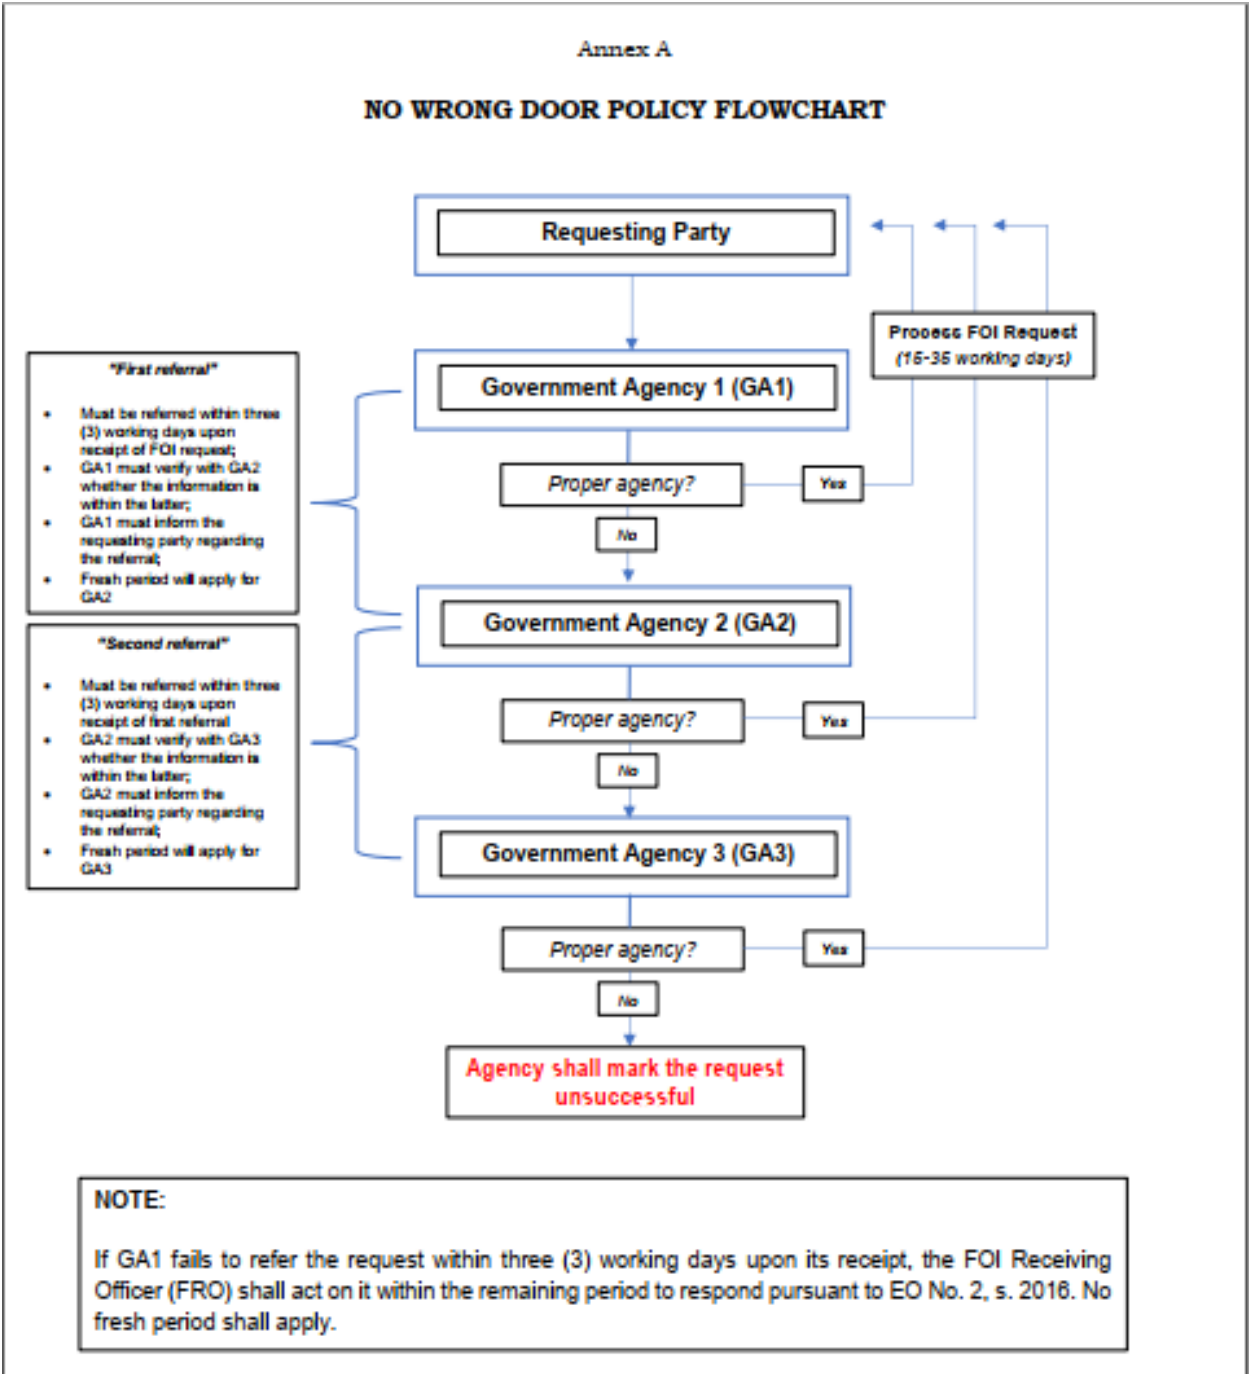 Annex A
NO WRONG DOOR POLICY FLOWCHART
Requesting Party
Process FOI Request
(15-35 working days)
"First referral"
• Must be referred within three
(3) working days upon
receipt of FOI request;
• GA1 must verify with GA2
whether the information is
within the latter;
• GA1 must inform the
requesting party regarding
the referral;
• Fresh period will apply for
GA2
Government Agency 1 (GA1)
Proper agency?
Yes
No
Government Agency 2 (GA2)
"Second referral"
• Must be referred within three
(3) working days upon
receipt of first referral
• GA2 must verify with GA3
whether the information is
within the latter;
• GA2 must inform the
requesting party regarding
the referral;
• Fresh period will apply for
GA3
Proper agency?
Yes
No
Government Agency 3 (GA3)
Proper agency?
Yes
No
Agency shall mark the request
unsuccessful
NOTE:
If GA1 fails to refer the request within three (3) working days upon its receipt, the FOI Receiving
Officer (FRO) shall act on it within the remaining period to respond pursuant to EO No. 2, s. 2016. No
fresh period shall apply.